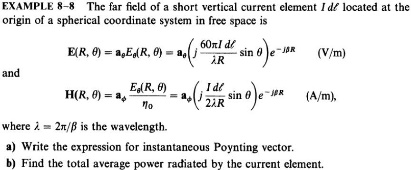 EXAMPLE 8-8 The far field of a short vertical current element I dℓ located at the
origin of a spherical coordinate system in free space is
E(R, θ) = a_θ E_θ(R, θ) = a_θ (j 60πI dℓ / λR sin θ) e^{-jβR} (V/m)
and
H(R, θ) = a_ϕ E_θ(R, θ) / η_0 = a_ϕ (j I dℓ / 2λR sin θ) e^{-jβR} (A/m),
where λ = 2π/β is the wavelength.
a) Write the expression for instantaneous Poynting vector.
b) Find the total average power radiated by the current element.